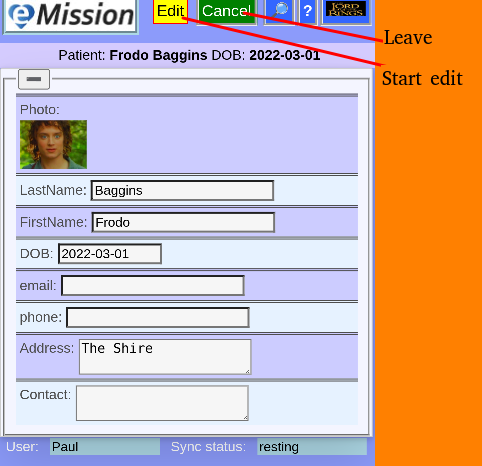 eMission Edit Cancel ? LORD RINGS
Leave
Patient: Frodo Baggins DOB: 2022-03-01
Start edit
Photo:
LastName: Baggins
FirstName: Frodo
DOB: 2022-03-01
email:
phone:
Address: The Shire
Contact:
User: Paul Sync status: resting